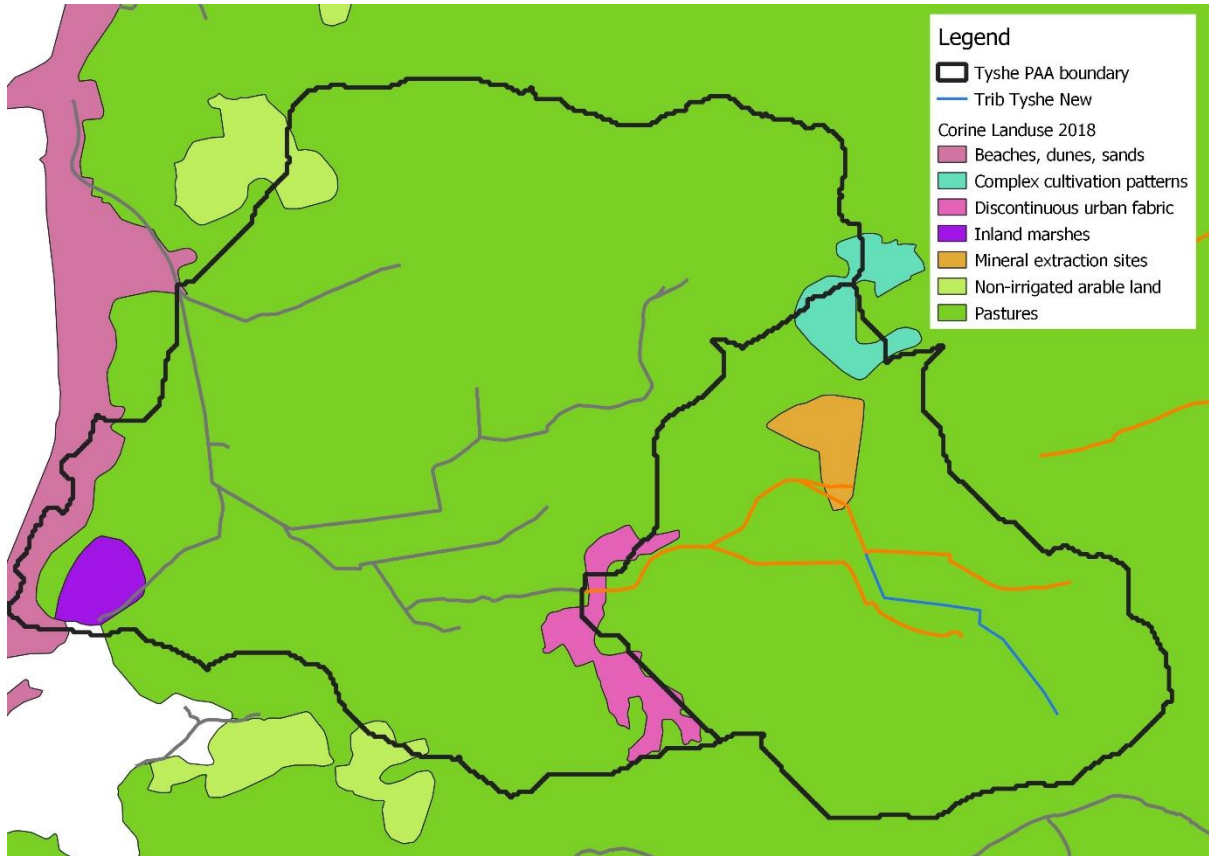 Legend
Tyshe PAA boundary
Trib Tyshe New
Corine Landuse 2018
Beaches, dunes, sands
Complex cultivation patterns
Discontinuous urban fabric
Inland marshes
Mineral extraction sites
Non-irrigated arable land
Pastures